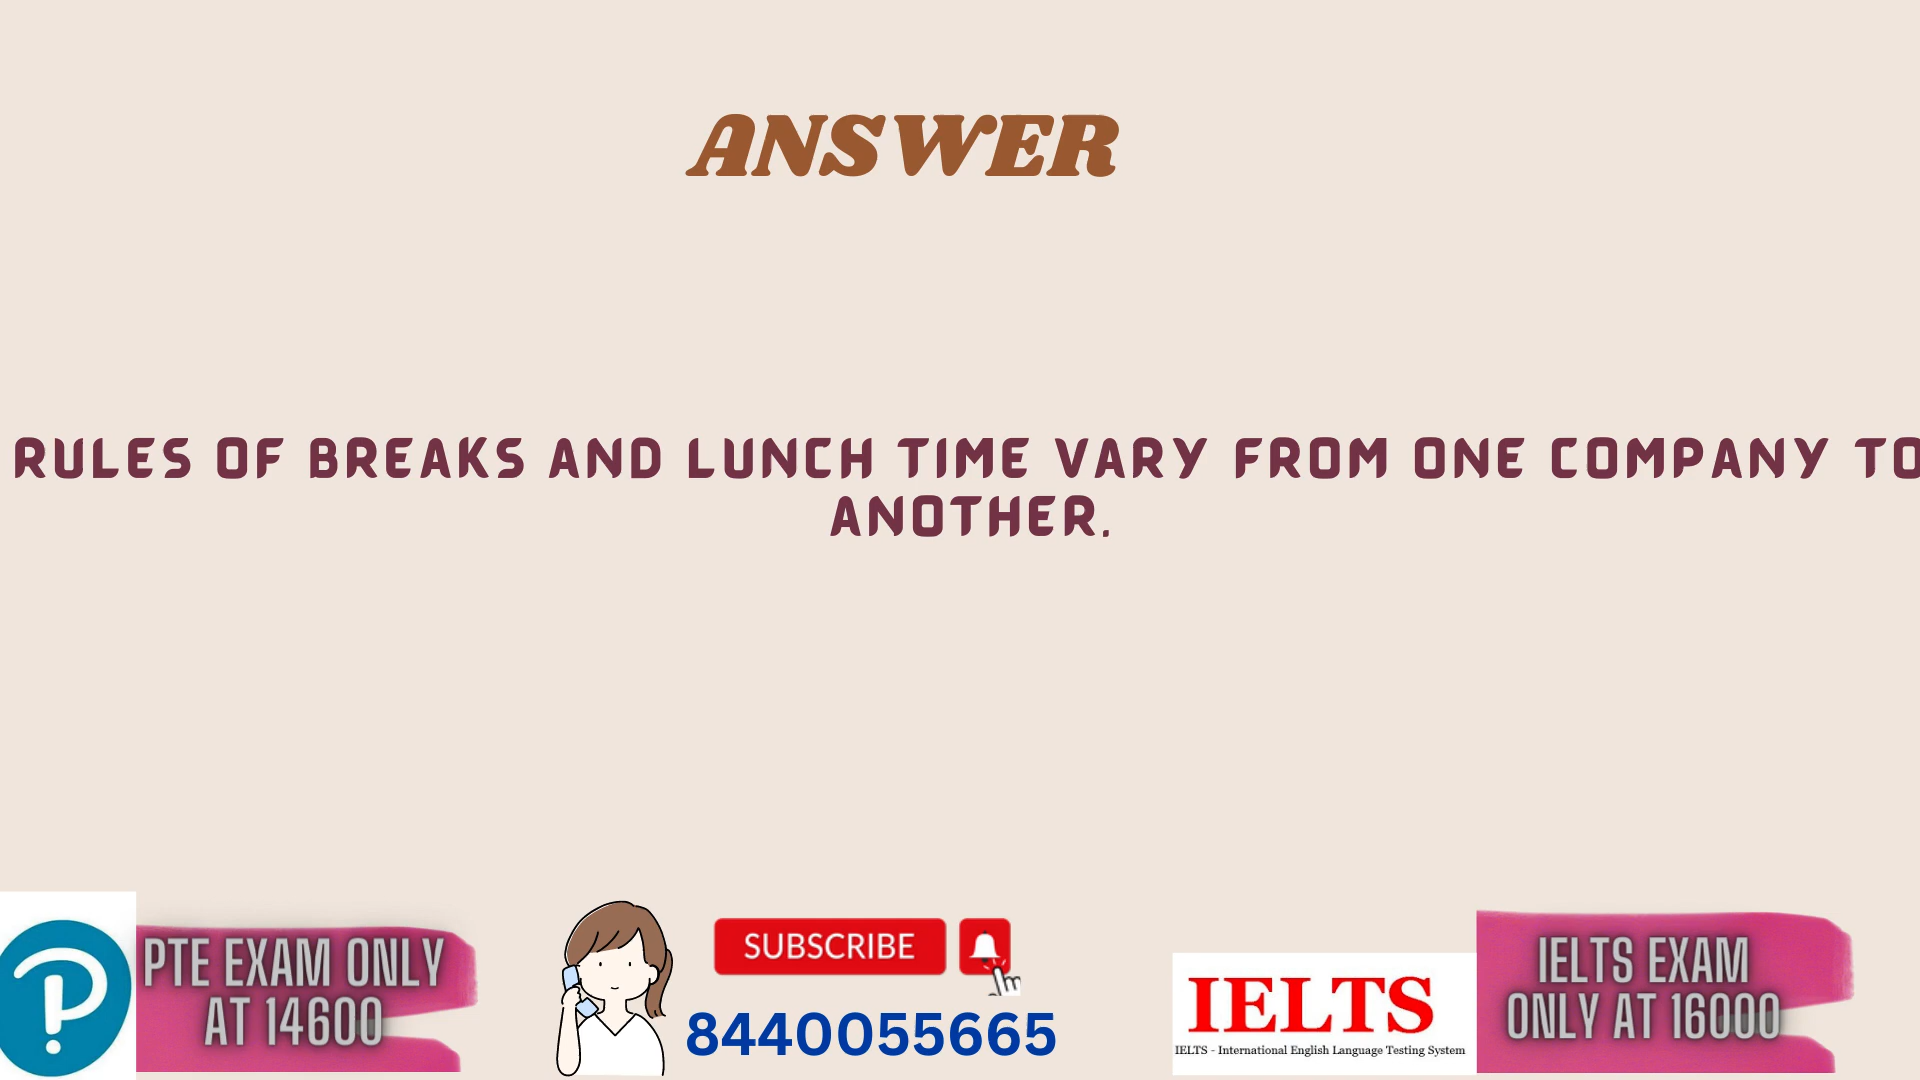 ANSWER
RULES OF BREAKS AND LUNCH TIME VARY FROM ONE COMPANY TO
ANOTHER.
PTE EXAM ONLY
AT 14600
SUBSCRIBE
8440055665
IELTS
IELTS - International English Language Testing System
IELTS EXAM
ONLY AT 16000